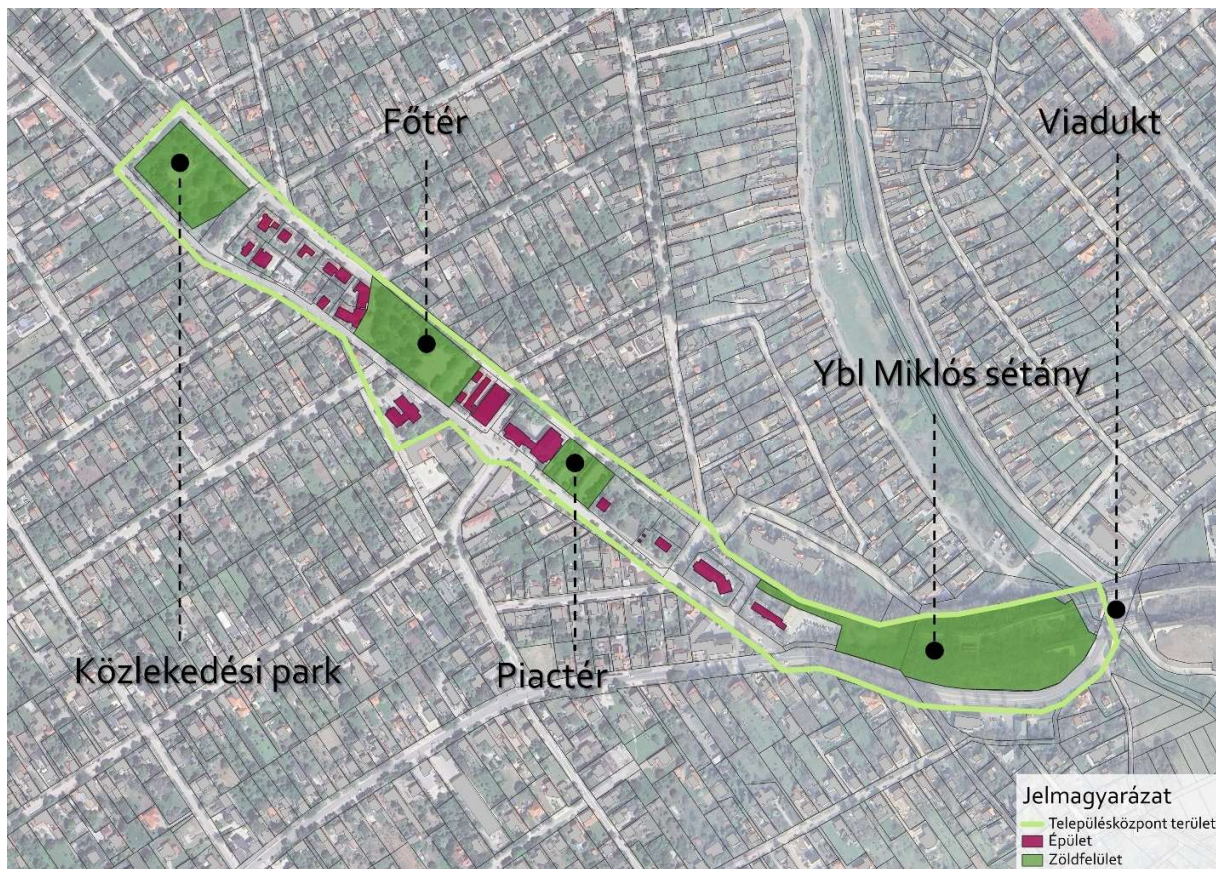 Főtér
Viadukt
Ybl Miklós sétány
Közlekedési park
Piactér
Jelmagyarázat
Településközpont terület
Épület
Zöldfelület